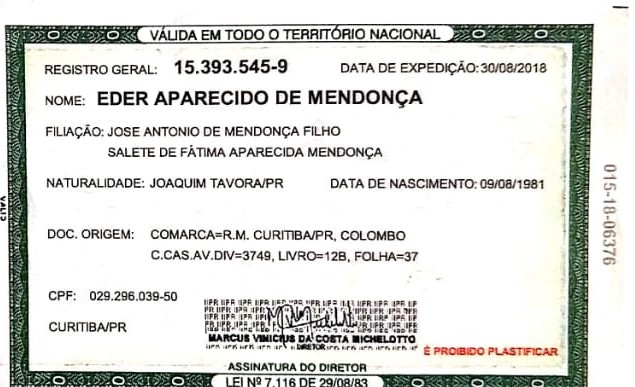 VÁLIDA EM TODO O TERRITÓRIO NACIONAL
REGISTRO GERAL: 15.393.545-9 DATA DE EXPEDIÇÃO: 30/08/2018
NOME: EDER APARECIDO DE MENDONÇA
FILIAÇÃO: JOSE ANTONIO DE MENDONÇA FILHO
SALETE DE FÁTIMA APARECIDA MENDONÇA
NATURALIDADE: JOAQUIM TAVORA/PR DATA DE NASCIMENTO: 09/08/1981
DOC. ORIGEM: COMARCA=R.M. CURITIBA/PR, COLOMBO
C.CAS.AV.DIV=3749, LIVRO=12B, FOLHA=37
CPF: 029.296.039-50
CURITIBA/PR
MARCUS VINICIUS DA COSTA MICHELOTTO
DIRETOR
É PROIBIDO PLASTIFICAR
ASSINATURA DO DIRETOR
LEI Nº 7.116 DE 29/08/83
015-18-06376